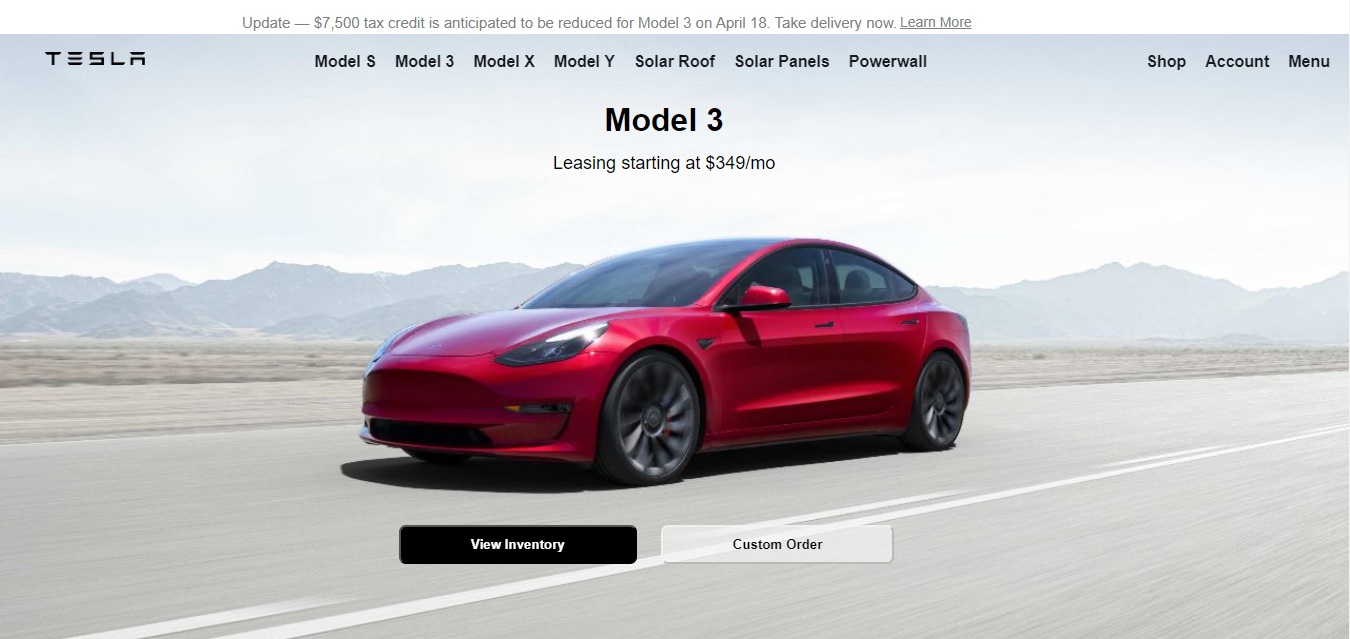 Update — $7,500 tax credit is anticipated to be reduced for Model 3 on April 18. Take delivery now. Learn More
TESLA Model S Model 3 Model X Model Y Solar Roof Solar Panels Powerwall Shop Account Menu
Model 3
Leasing starting at $349/mo
View Inventory Custom Order